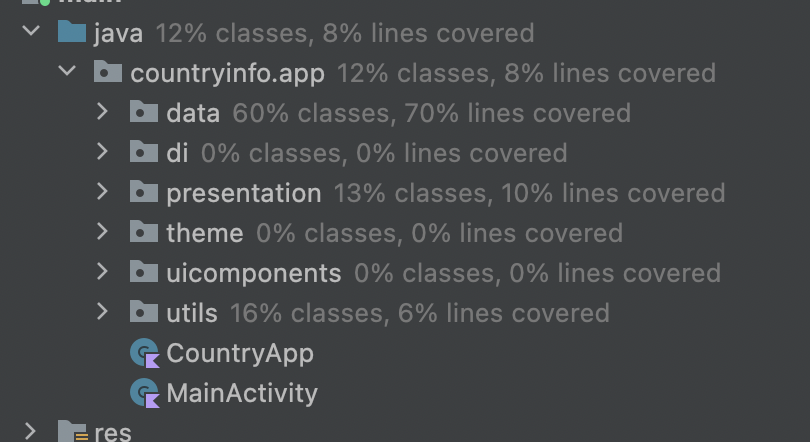 main
java 12% classes, 8% lines covered
countryinfo.app 12% classes, 8% lines covered
data 60% classes, 70% lines covered
di 0% classes, 0% lines covered
presentation 13% classes, 10% lines covered
theme 0% classes, 0% lines covered
uicomponents 0% classes, 0% lines covered
utils 16% classes, 6% lines covered
CountryApp
MainActivity
res